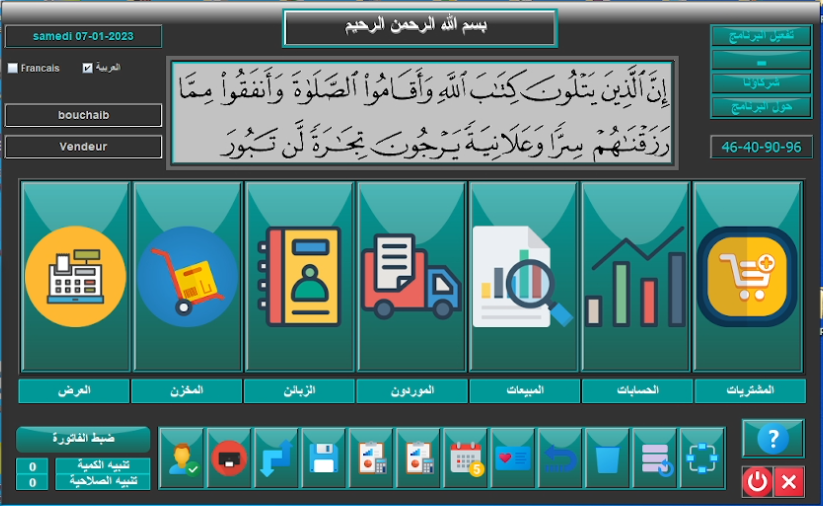 بسم الله الرحمن الرحيم
samedi 07-01-2023
تفعيل البرنامج
Francais
العربية
شركاؤنا
حول البرنامج
bouchaib
Vendeur
إِنَّ ٱلَّذِينَ يَتْلُونَ كِتَٰبَ ٱللَّهِ وَأَقَامُوا۟ ٱلصَّلَوٰةَ وَأَنفَقُوا۟ مِمَّا
رَزَقْنَٰهُمْ سِرًّا وَعَلَانِيَةً يَرْجُونَ تِجَٰرَةً لَّن تَبُورَ
46-40-90-96
العرض
المخزن
الزبائن
الموردون
المبيعات
الحسابات
المشتريات
ضبط الفاتورة
0 تنبيه الكمية
0 تنبيه الصلاحية
5
?